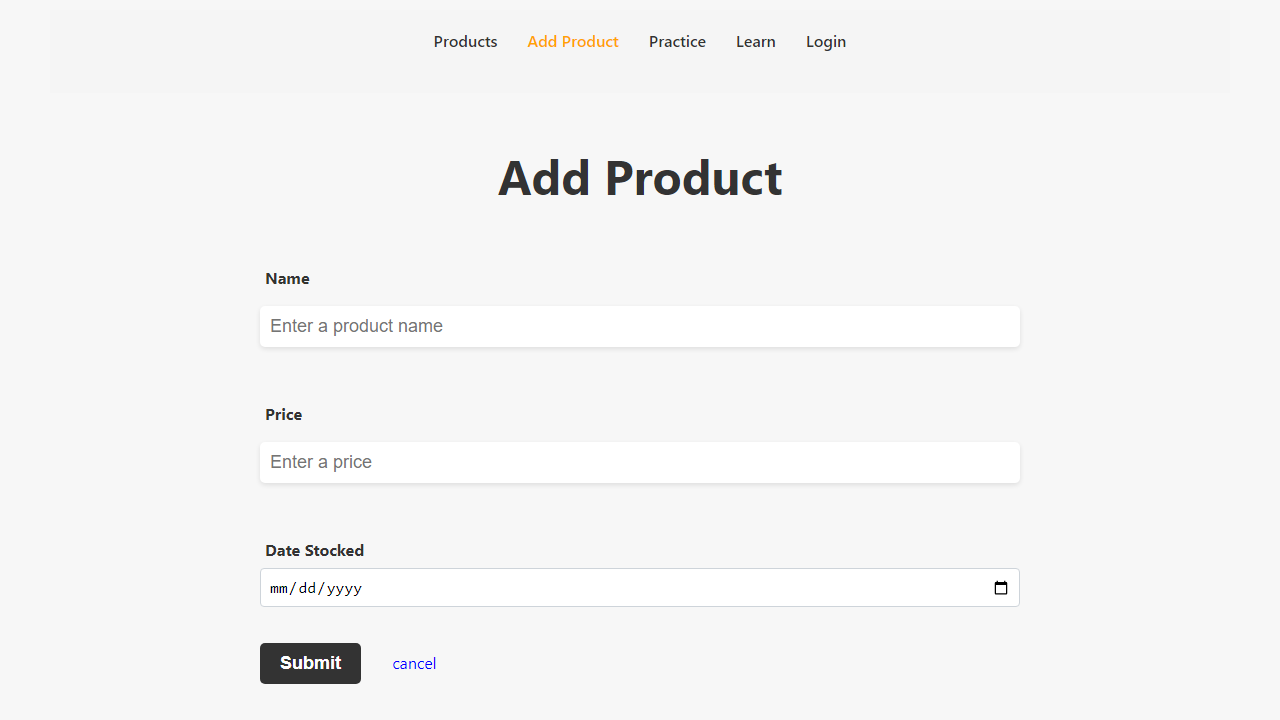 Products Add Product Practice Learn Login
Add Product
Name
Enter a product name
Price
Enter a price
Date Stocked
mm/dd/yyyy
Submit cancel